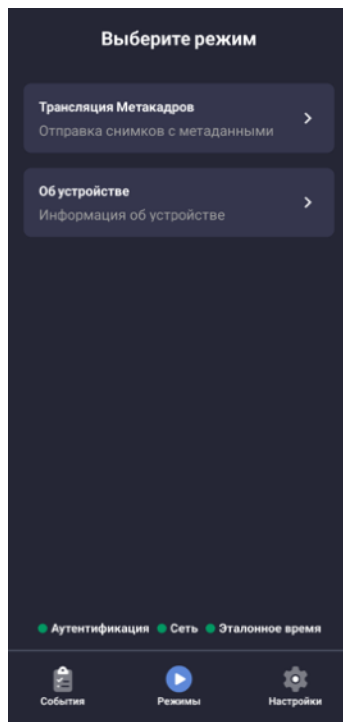 Выберите режим
Трансляция Метакадров
Отправка снимков с метаданными
Об устройстве
Информация об устройстве
Аутентификация Сеть Эталонное время
События Режимы Настройки